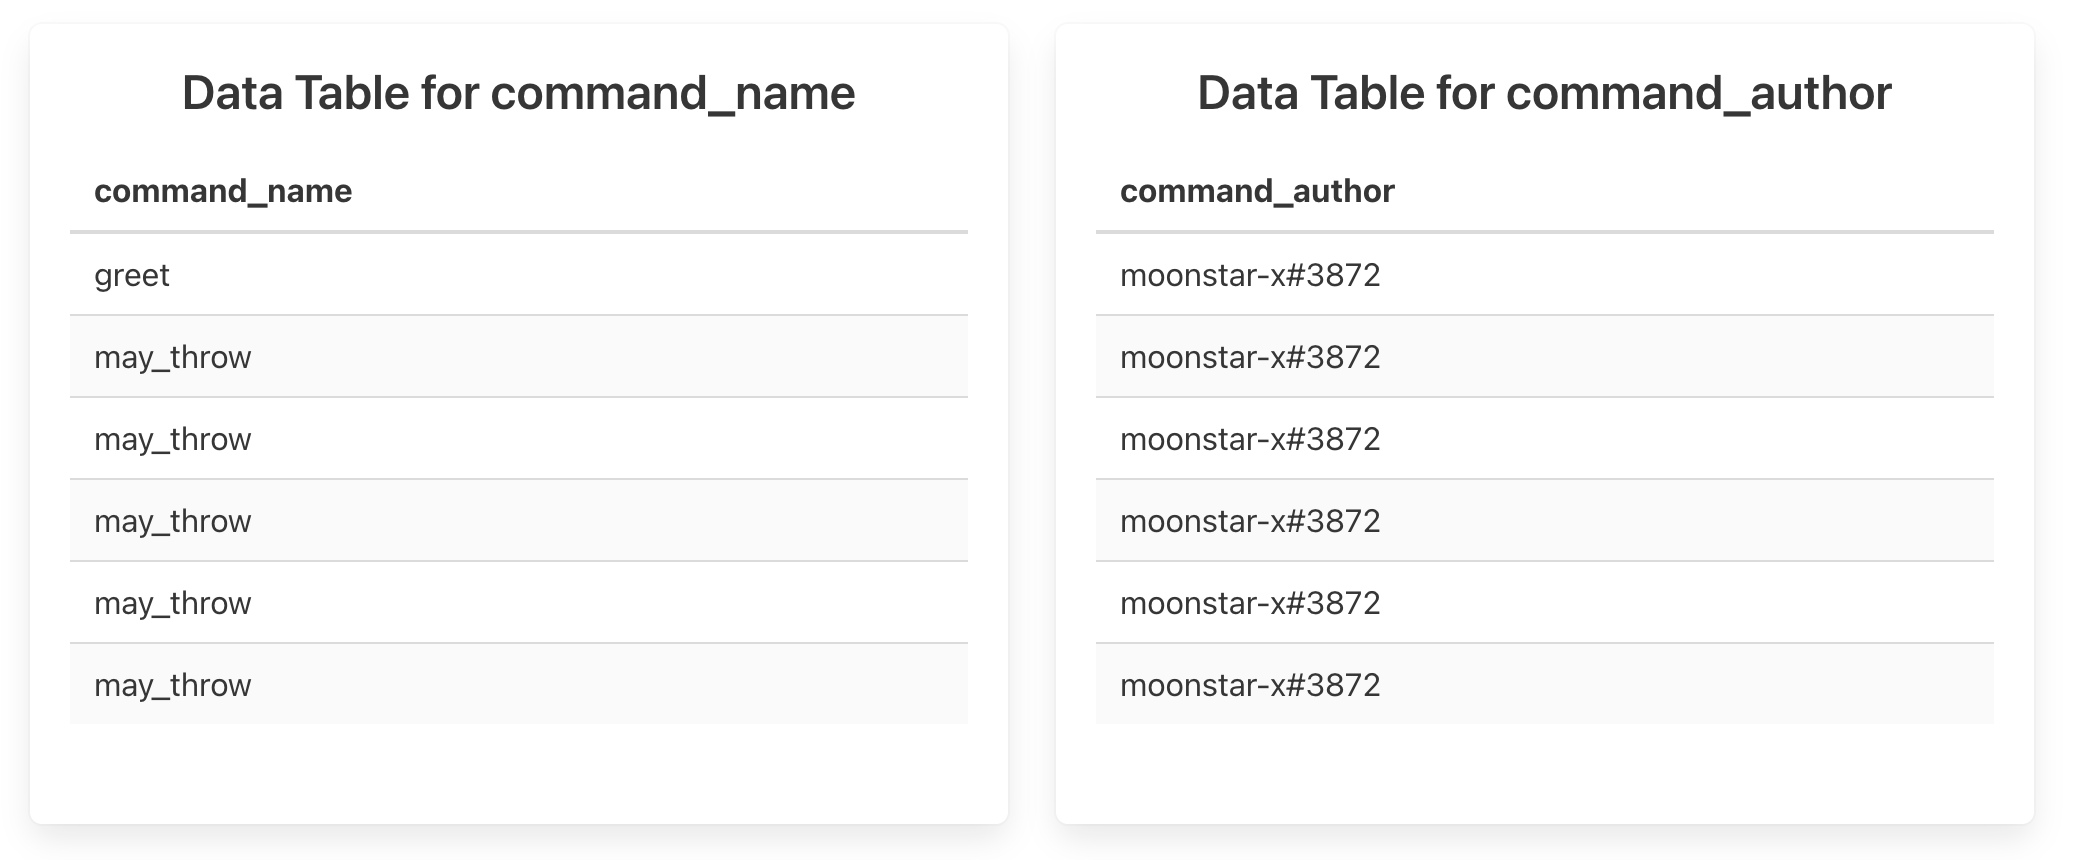 Data Table for command_name
command_name
greet
may_throw
may_throw
may_throw
may_throw
may_throw
Data Table for command_author
command_author
moonstar-x#3872
moonstar-x#3872
moonstar-x#3872
moonstar-x#3872
moonstar-x#3872
moonstar-x#3872